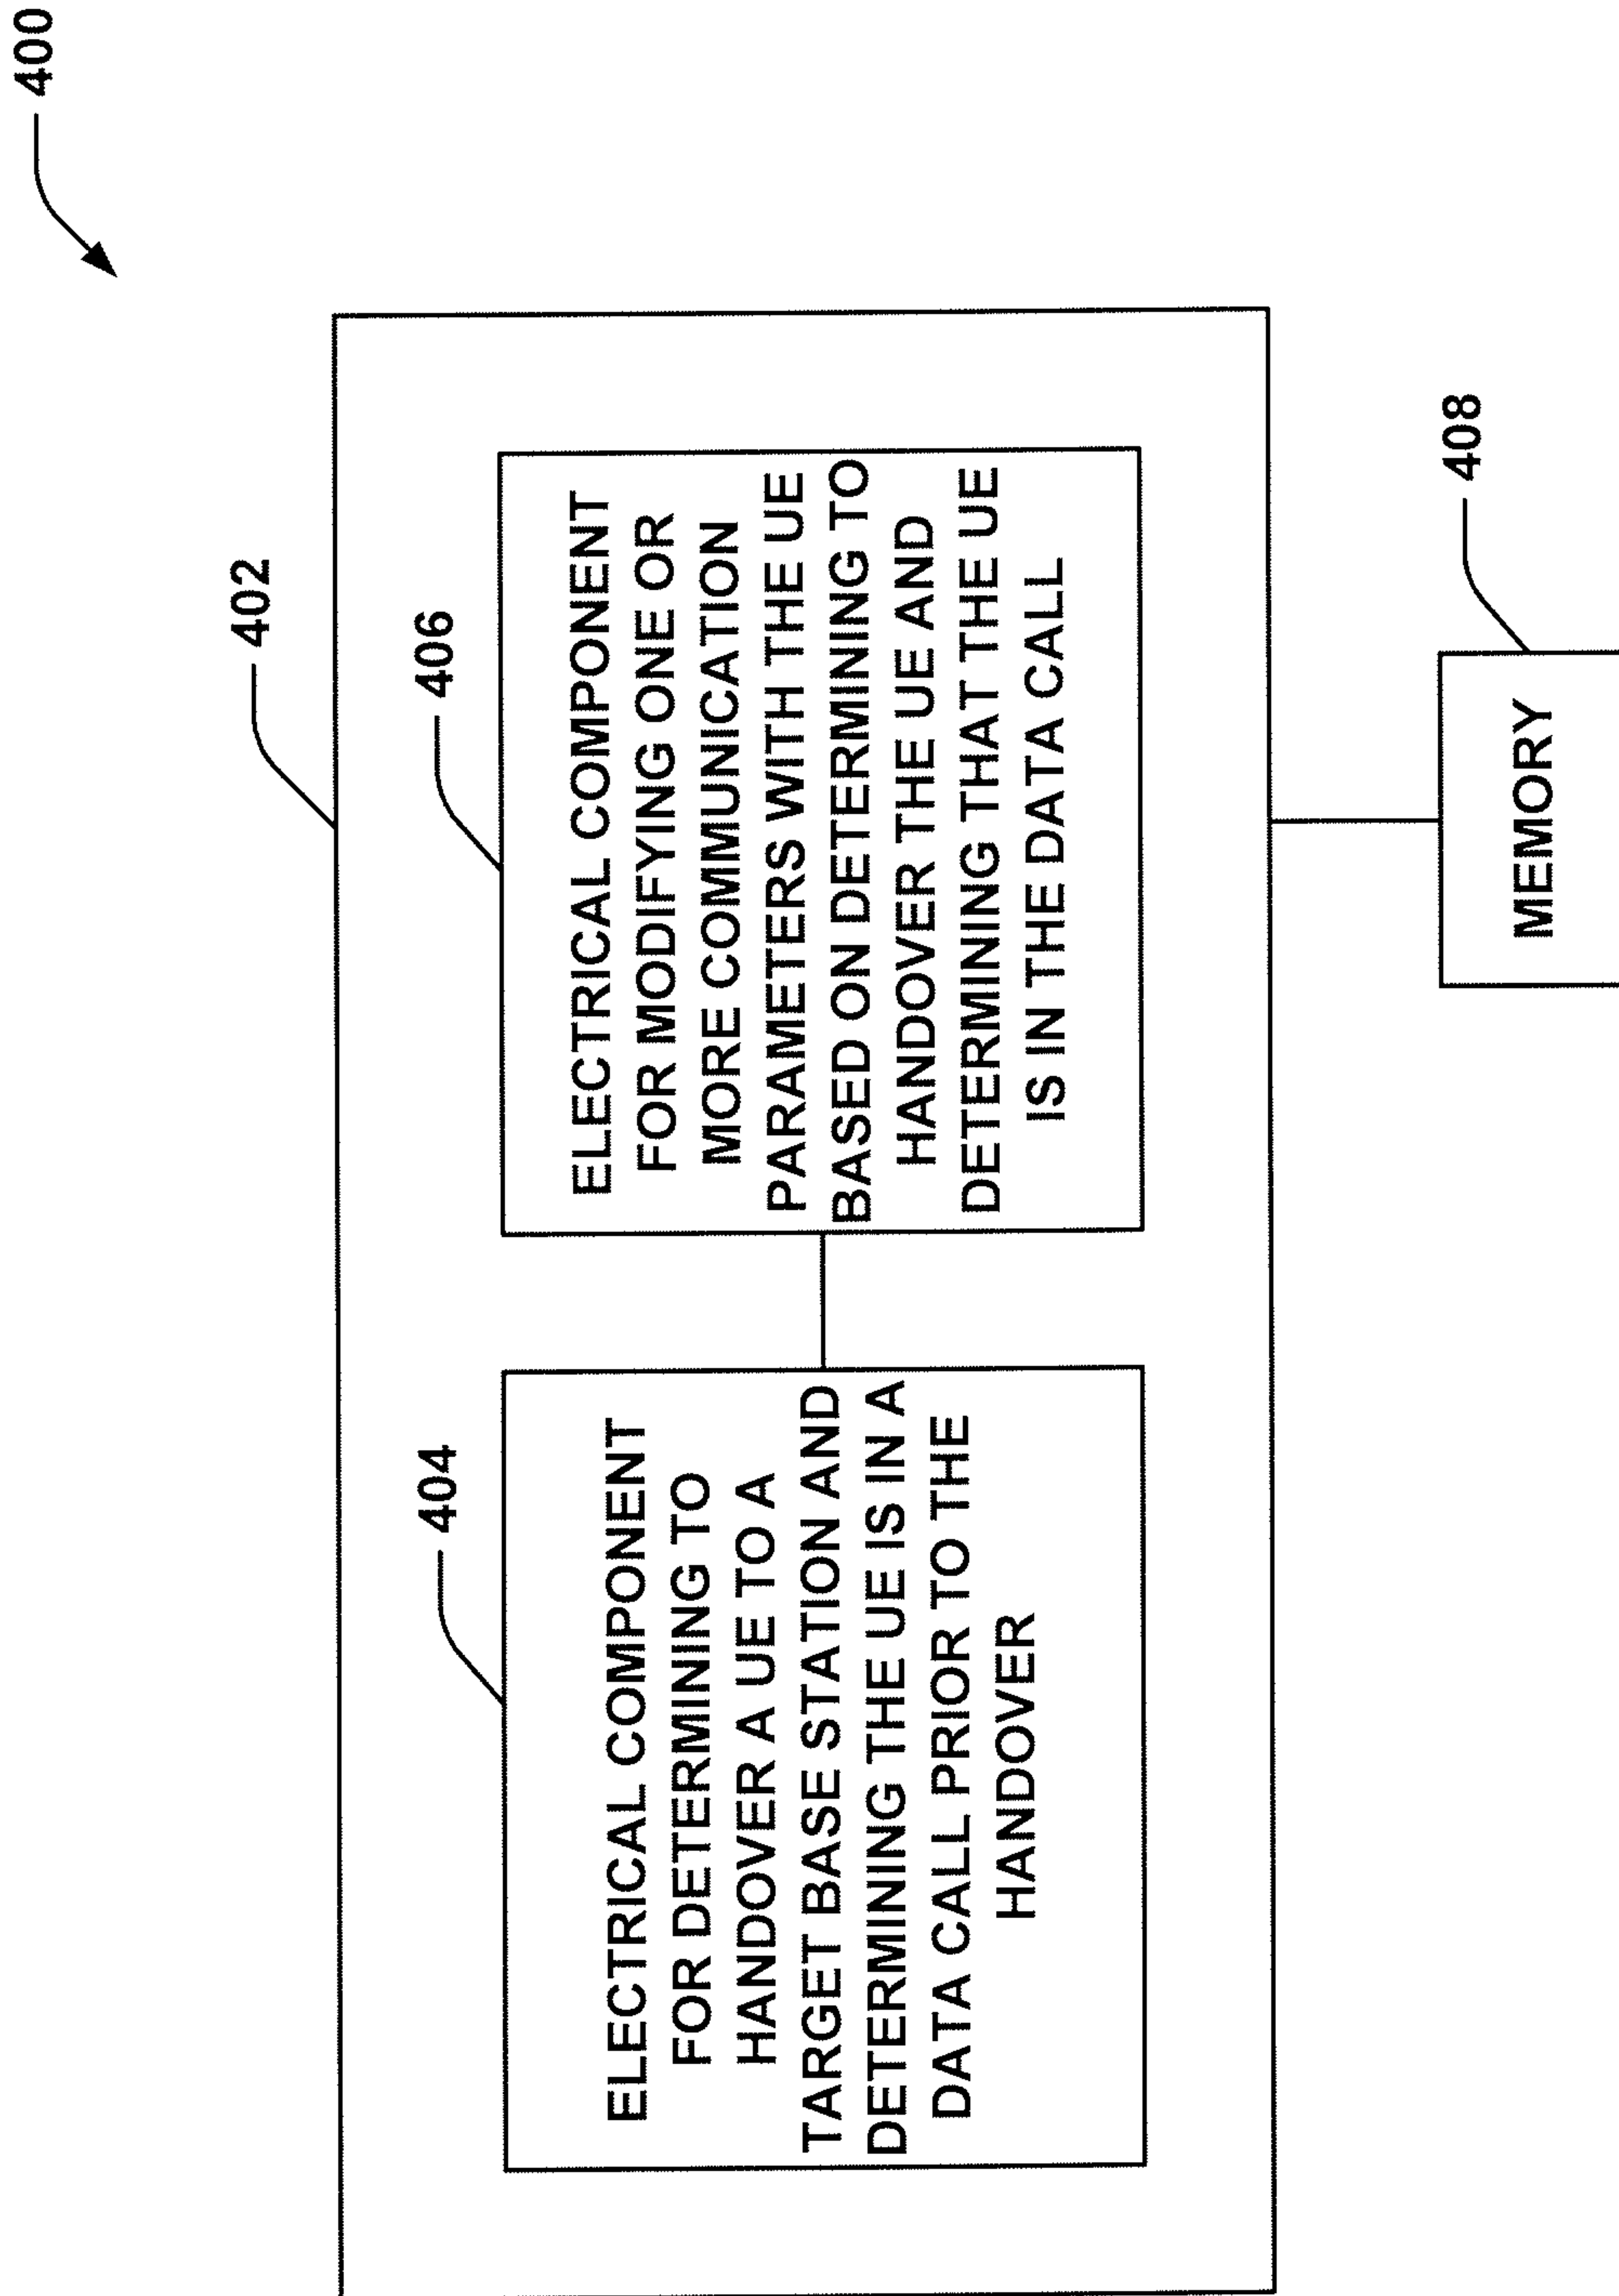 400
402
404
ELECTRICAL COMPONENT
FOR DETERMINING TO
HANDOVER A UE TO A
TARGET BASE STATION AND
DETERMINING THE UE IS IN A
DATA CALL PRIOR TO THE
HANDOVER
406
ELECTRICAL COMPONENT
FOR MODIFYING ONE OR
MORE COMMUNICATION
PARAMETERS WITH THE UE
BASED ON DETERMINING TO
HANDOVER THE UE AND
DETERMINING THAT THE UE
IS IN THE DATA CALL
408
MEMORY